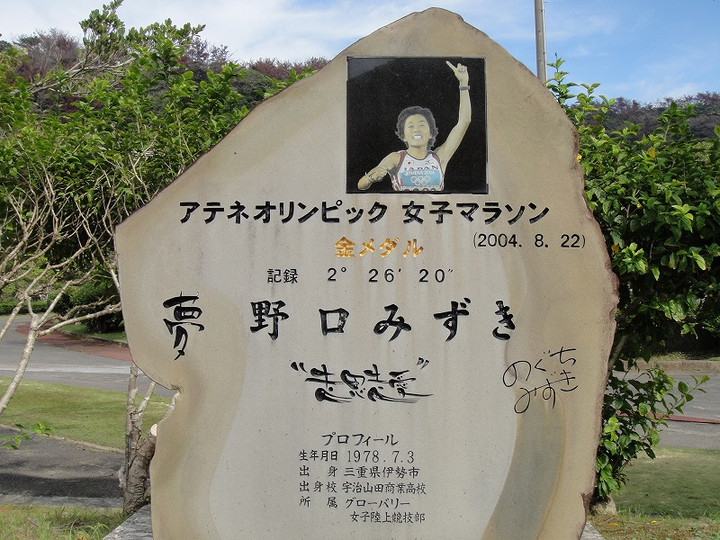 アテネオリンピック 女子マラソン
金メダル (2004. 8. 22)
記録 2° 26′ 20″
夢 野口みずき
のぐち
みずき
プロフィール
生年月日 1978.7.3
出身 三重県伊勢市
出身校 宇治山田商業高校
所属 グローバリー
女子陸上競技部